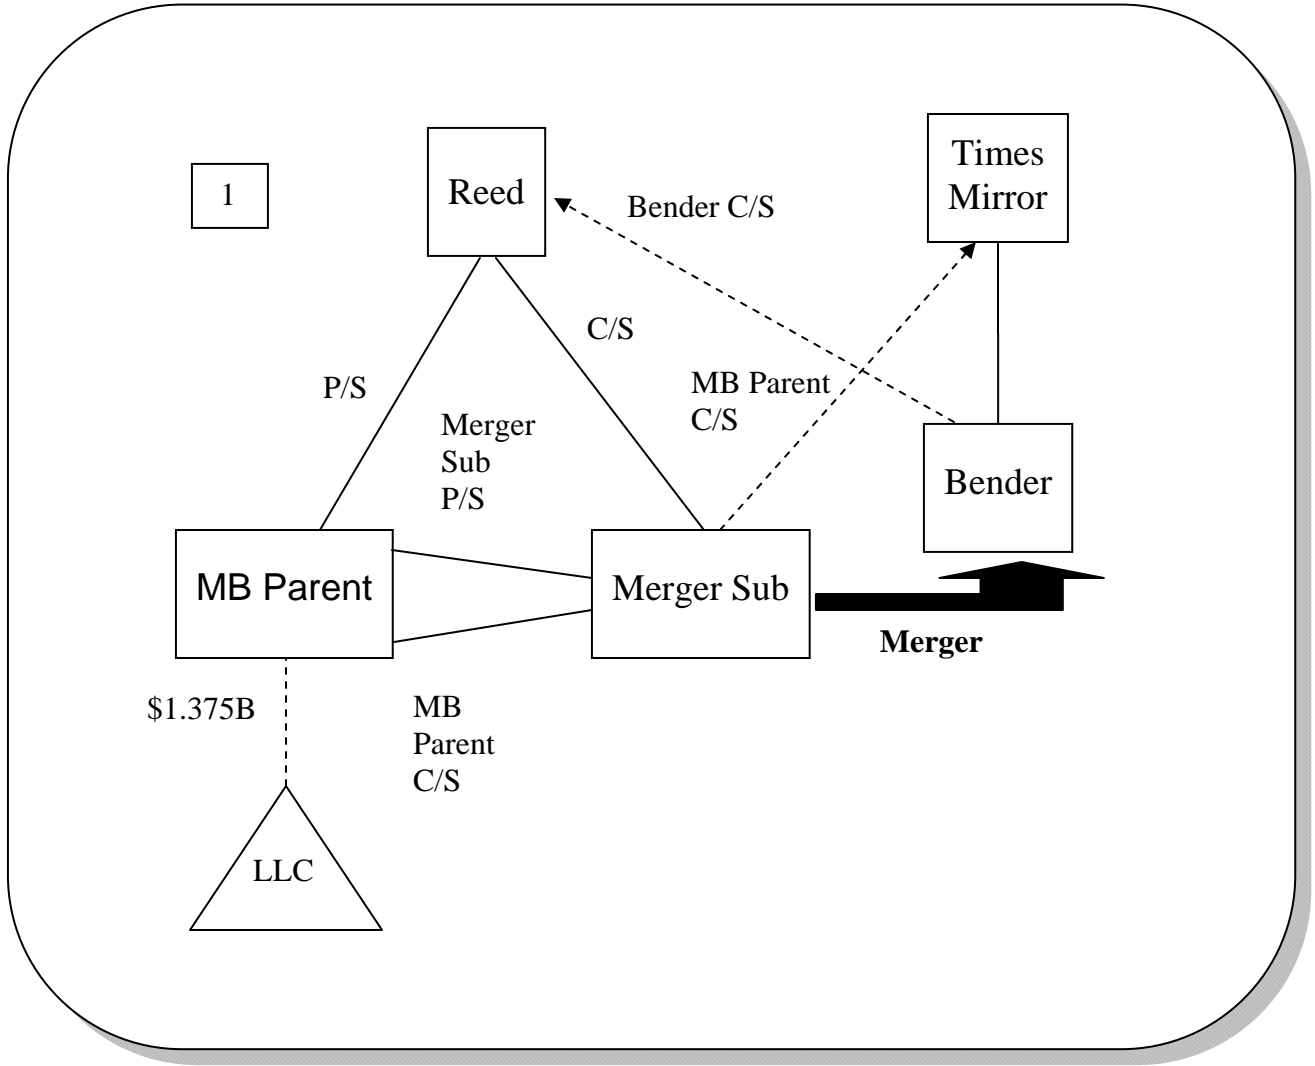 1
Reed
Times
Mirror
Bender C/S
C/S
P/S
MB Parent
C/S
Merger
Sub
P/S
Bender
MB Parent
Merger Sub
Merger
$1.375B
MB
Parent
C/S
LLC